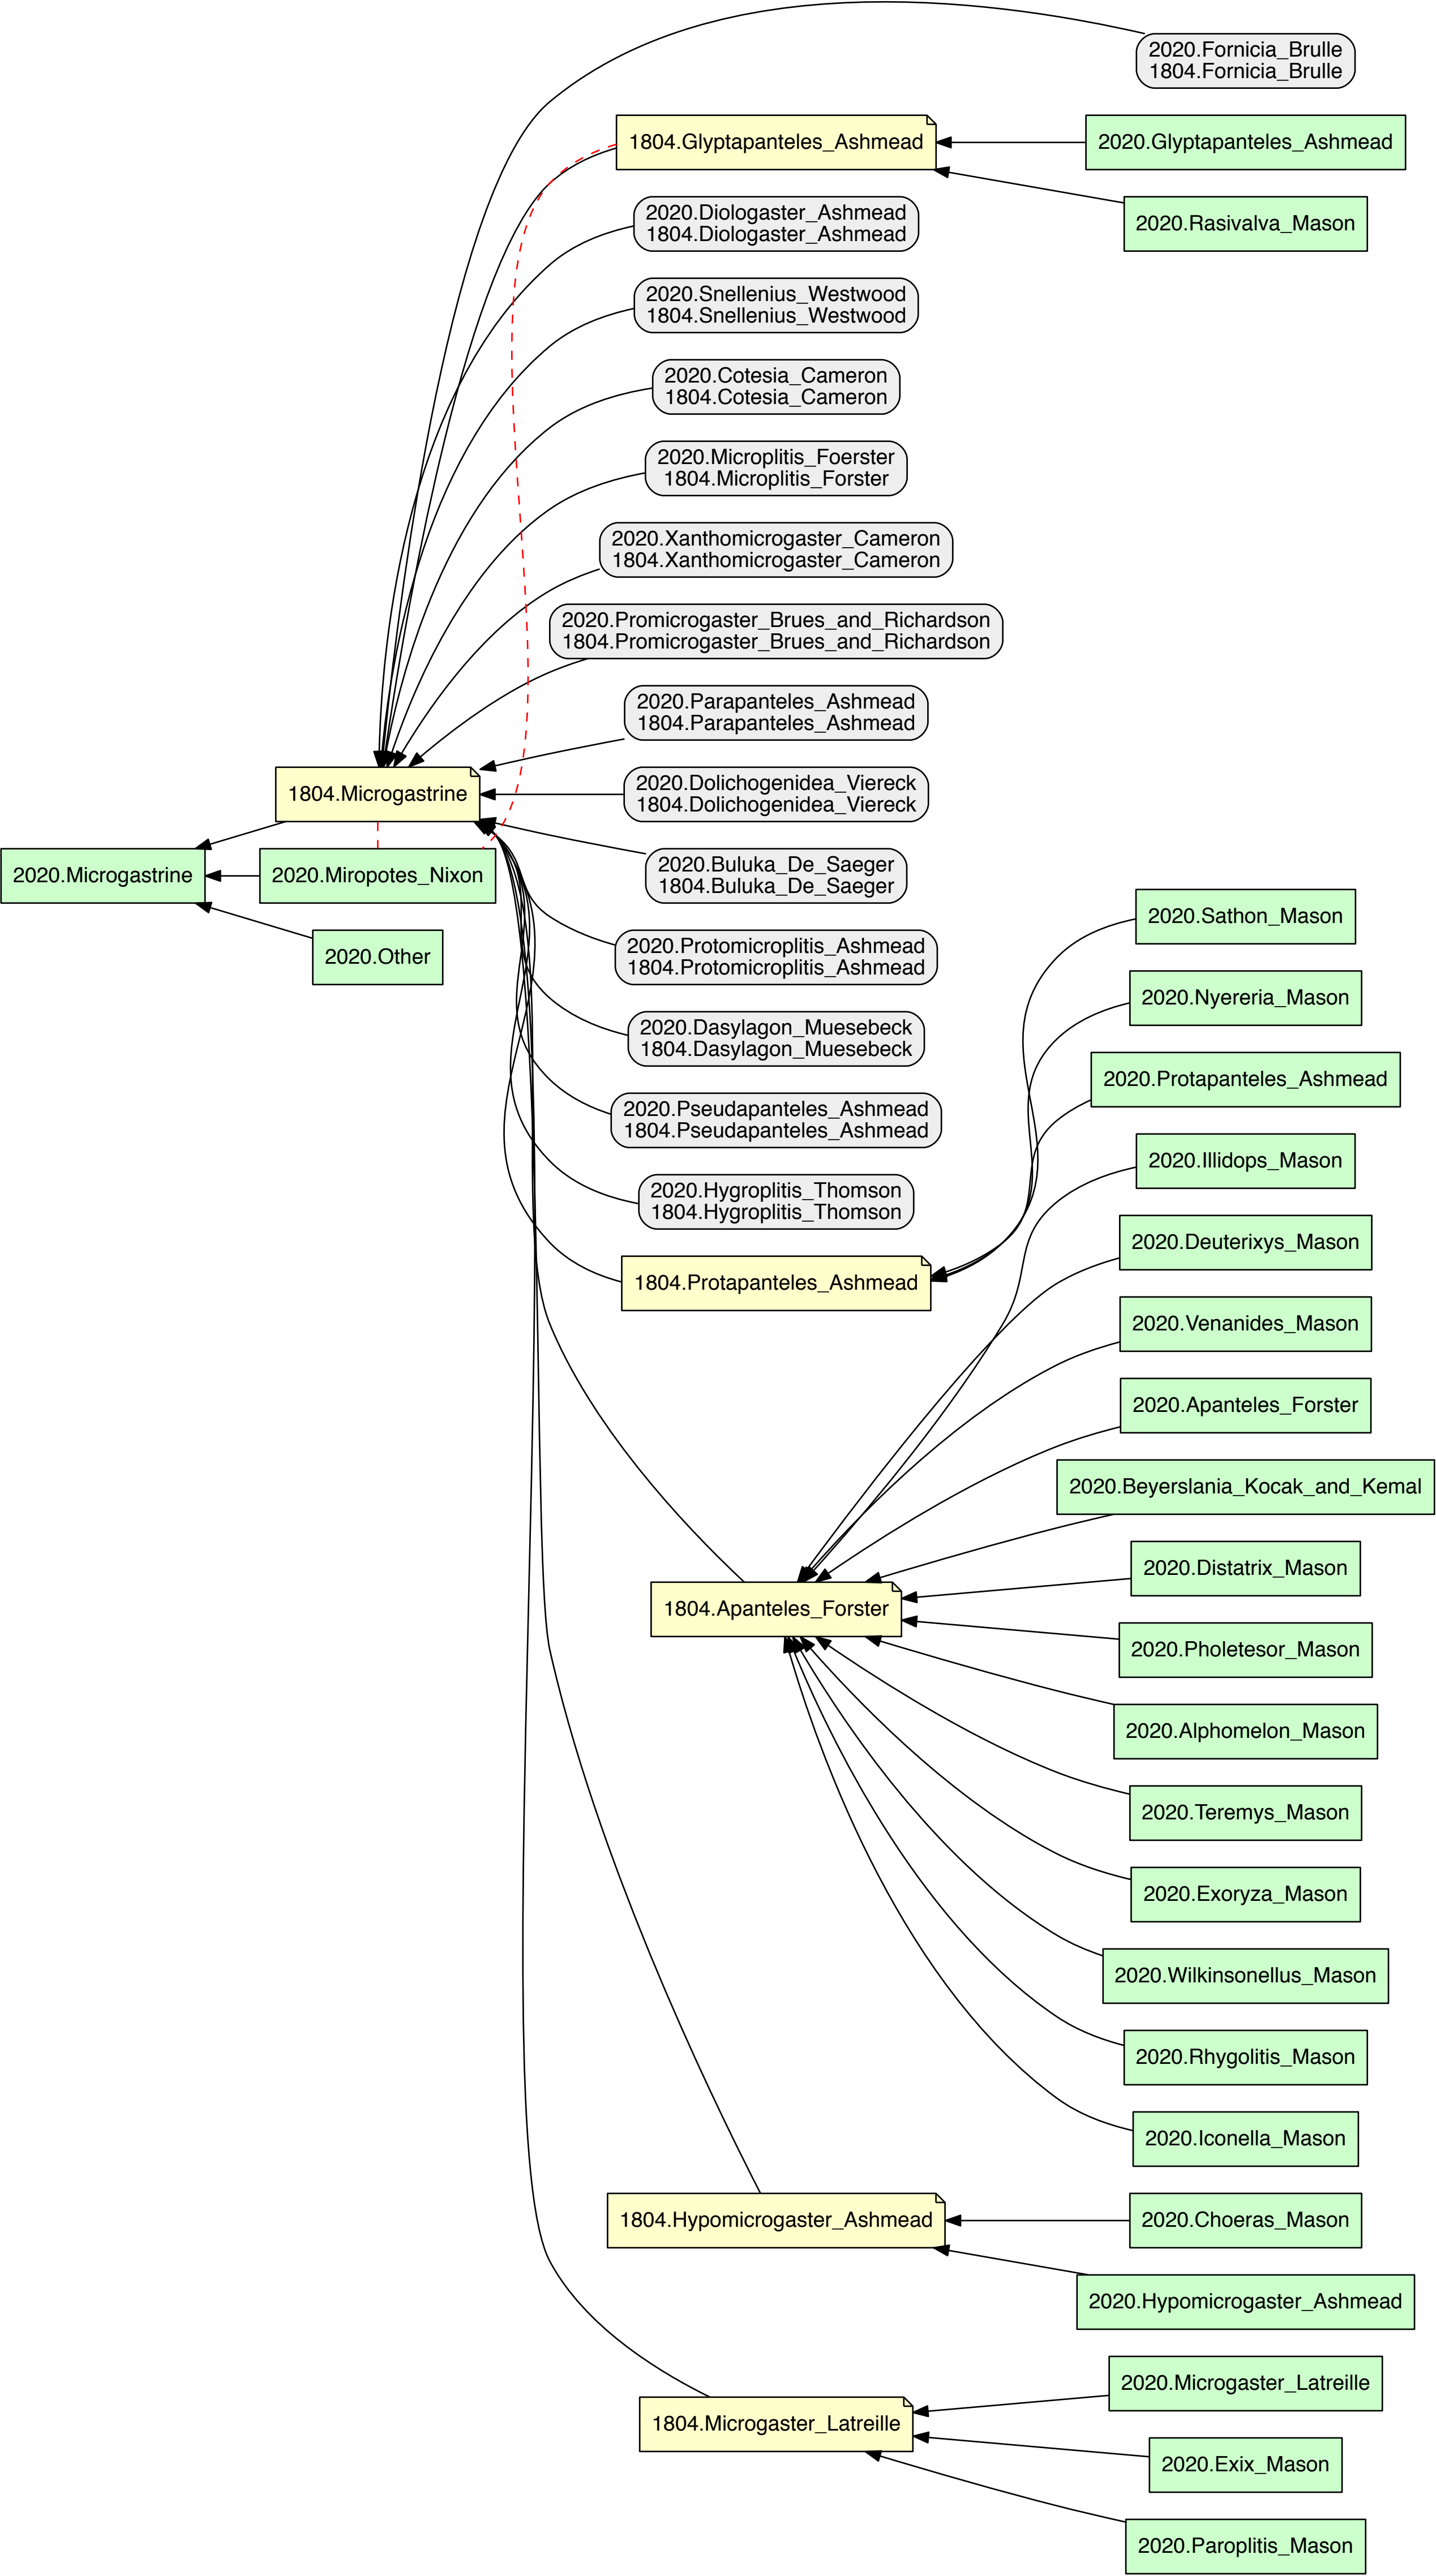 2020.Fornicia_Brulle
1804.Fornicia_Brulle
1804.Glyptapanteles_Ashmead
2020.Glyptapanteles_Ashmead
2020.Rasivalva_Mason
2020.Diologaster_Ashmead
1804.Diologaster_Ashmead
2020.Snellenius_Westwood
1804.Snellenius_Westwood
2020.Cotesia_Cameron
1804.Cotesia_Cameron
2020.Microplitis_Foerster
1804.Microplitis_Forster
2020.Xanthomicrogaster_Cameron
1804.Xanthomicrogaster_Cameron
2020.Promicrogaster_Brues_and_Richardson
1804.Promicrogaster_Brues_and_Richardson
2020.Parapanteles_Ashmead
1804.Parapanteles_Ashmead
1804.Microgastrine
2020.Dolichogenidea_Viereck
1804.Dolichogenidea_Viereck
2020.Microgastrine
2020.Miropotes_Nixon
2020.Buluka_De_Saeger
1804.Buluka_De_Saeger
2020.Other
2020.Sathon_Mason
2020.Protomicroplitis_Ashmead
1804.Protomicroplitis_Ashmead
2020.Nyereria_Mason
2020.Dasylagon_Muesebeck
1804.Dasylagon_Muesebeck
2020.Protapanteles_Ashmead
2020.Pseudapanteles_Ashmead
1804.Pseudapanteles_Ashmead
2020.Illidops_Mason
2020.Hygroplitis_Thomson
1804.Hygroplitis_Thomson
2020.Deuterixys_Mason
1804.Protapanteles_Ashmead
2020.Venanides_Mason
2020.Apanteles_Forster
2020.Beyerslania_Kocak_and_Kemal
2020.Distatrix_Mason
1804.Apanteles_Forster
2020.Pholetesor_Mason
2020.Alphomelon_Mason
2020.Teremys_Mason
2020.Exoryza_Mason
2020.Wilkinsonellus_Mason
2020.Rhygolitis_Mason
2020.Iconella_Mason
1804.Hypomicrogaster_Ashmead
2020.Choeras_Mason
2020.Hypomicrogaster_Ashmead
2020.Microgaster_Latreille
1804.Microgaster_Latreille
2020.Exix_Mason
2020.Paroplitis_Mason